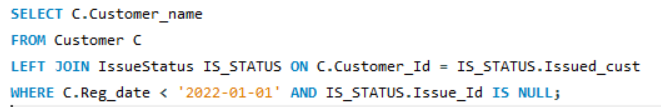 SELECT C.Customer_name
FROM Customer C
LEFT JOIN IssueStatus IS_STATUS ON C.Customer_Id = IS_STATUS.Issued_cust
WHERE C.Reg_date < '2022-01-01' AND IS_STATUS.Issue_Id IS NULL;